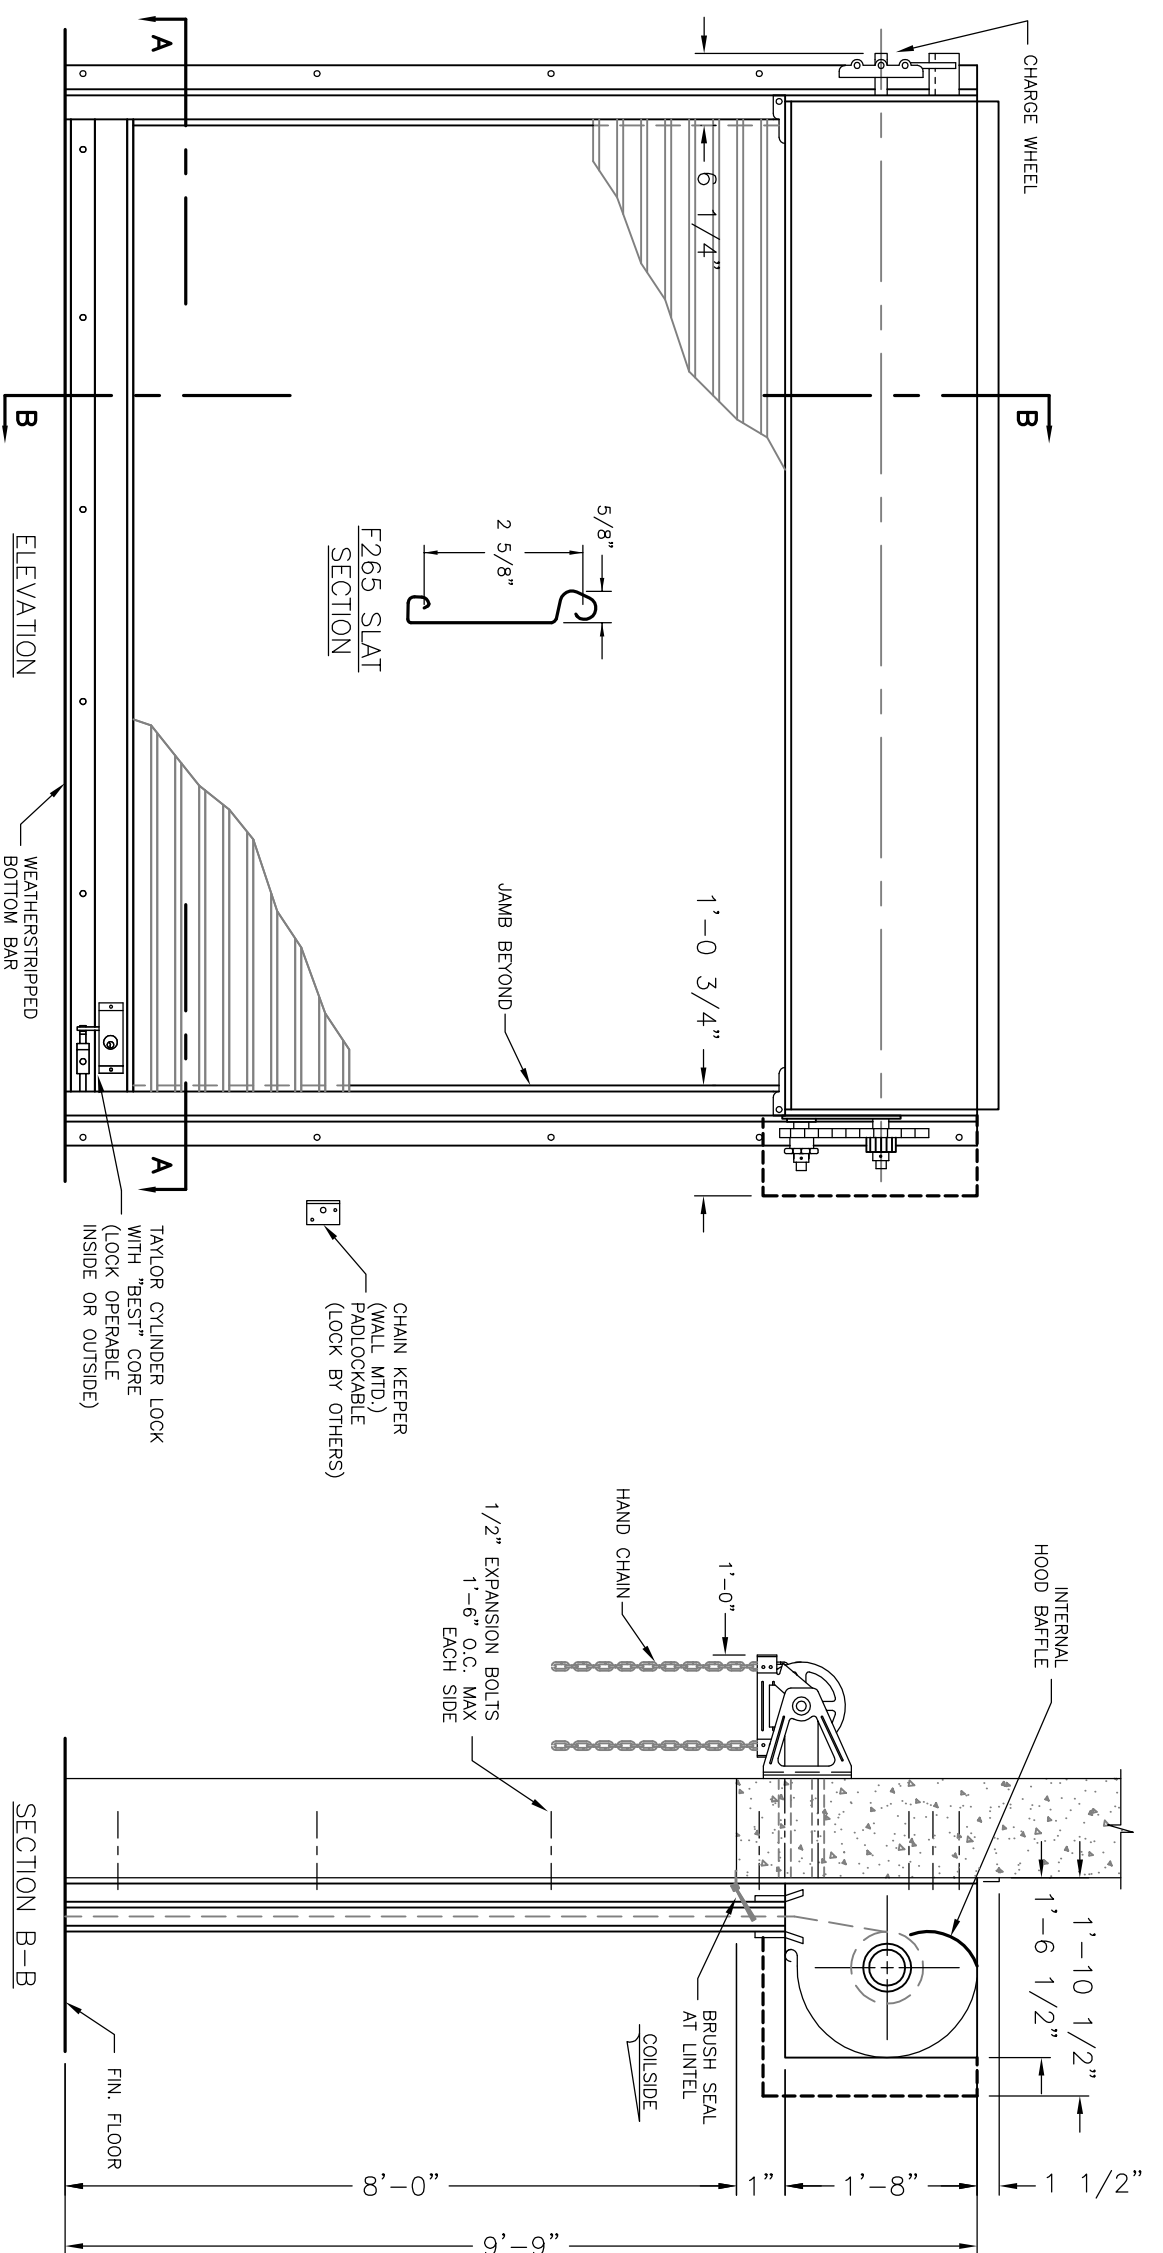 CHARGE WHEEL
A
6 1/4"
B
B
5/8"
2 5/8"
F265 SLAT
SECTION
ELEVATION
1'-0 3/4"
JAMB BEYOND
WEATHERSTRIPPED
BOTTOM BAR
A
TAYLOR CYLINDER LOCK
WITH "BEST" CORE
(LOCK OPERABLE
INSIDE OR OUTSIDE)
CHAIN KEEPER
(WALL MTD.)
PADLOCKABLE
(LOCK BY OTHERS)
INTERNAL
HOOD BAFFLE
1'-0"
HAND CHAIN
1/2" EXPANSION BOLTS
1'-6" O.C. MAX
EACH SIDE
1'-10 1/2"
1'-6 1/2"
BRUSH SEAL
AT LINTEL
COILSIDE
SECTION B-B
FIN. FLOOR
1 1/2"
1'-8"
1"
8'-0"
9'-9"